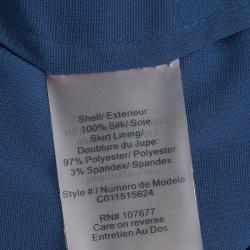 Shell/ Exterieur:
100% Silk/ Soie
Skirt Lining/
Doublure du Jupe:
97% Polyester/ Polyester
3% Spandex/ Spandex
Style # / Numero de Modele
C011515624
RN# 107677
Care on reverse
Entretien Au Dos